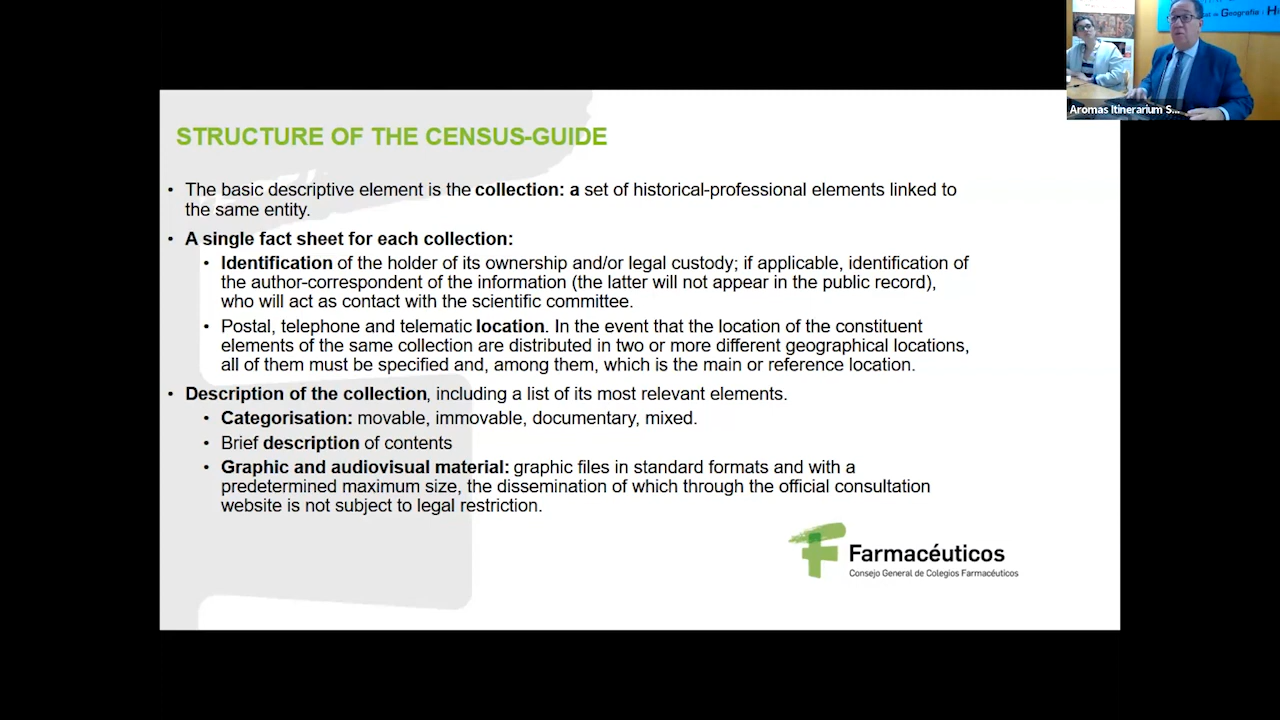 de Geografia i H
Aromas Itinerarium S...
STRUCTURE OF THE CENSUS-GUIDE
• The basic descriptive element is the collection: a set of historical-professional elements linked to
the same entity.
• A single fact sheet for each collection:
• Identification of the holder of its ownership and/or legal custody; if applicable, identification of
the author-correspondent of the information (the latter will not appear in the public record),
who will act as contact with the scientific committee.
• Postal, telephone and telematic location. In the event that the location of the constituent
elements of the same collection are distributed in two or more different geographical locations,
all of them must be specified and, among them, which is the main or reference location.
• Description of the collection, including a list of its most relevant elements.
• Categorisation: movable, immovable, documentary, mixed.
• Brief description of contents
• Graphic and audiovisual material: graphic files in standard formats and with a
predetermined maximum size, the dissemination of which through the official consultation
website is not subject to legal restriction.
Farmacéuticos
Consejo General de Colegios Farmacéuticos